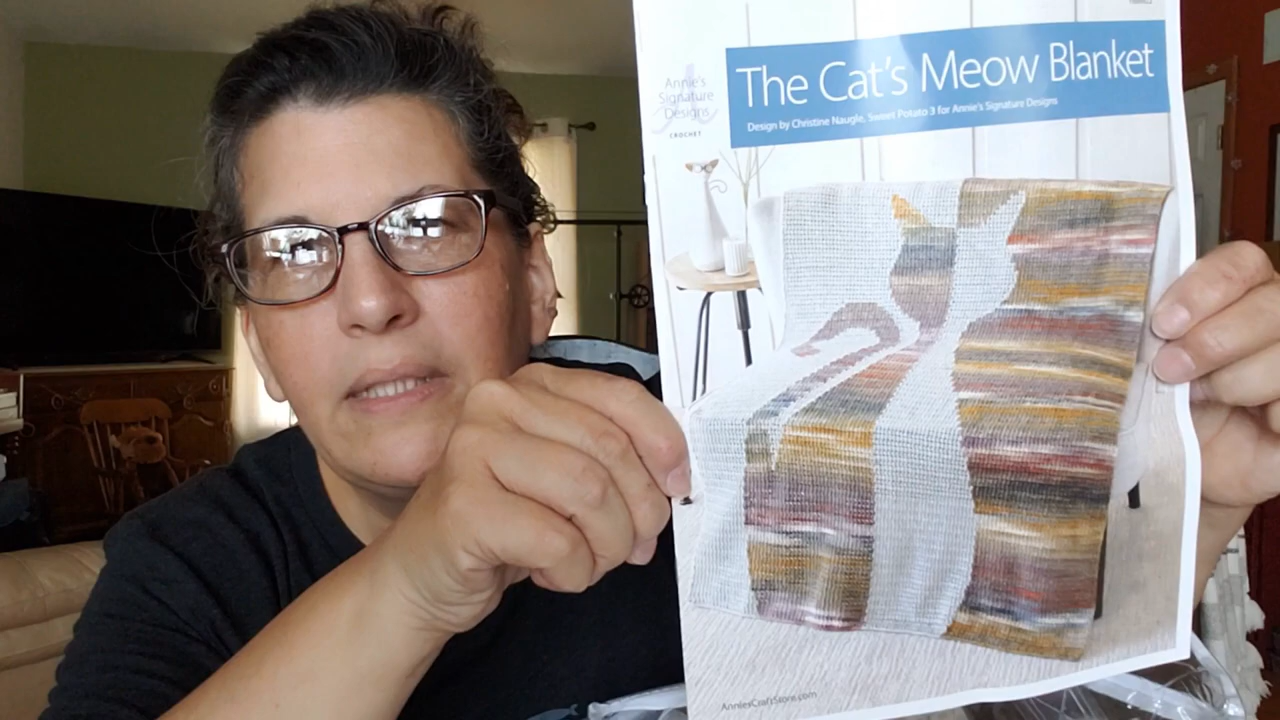 Annie's
Signature
Designs
CROCHET
The Cat's Meow Blanket
Design by Christine Naugle, Sweet Potato 3 for Annie's Signature Designs
AnniesCraftStore.com